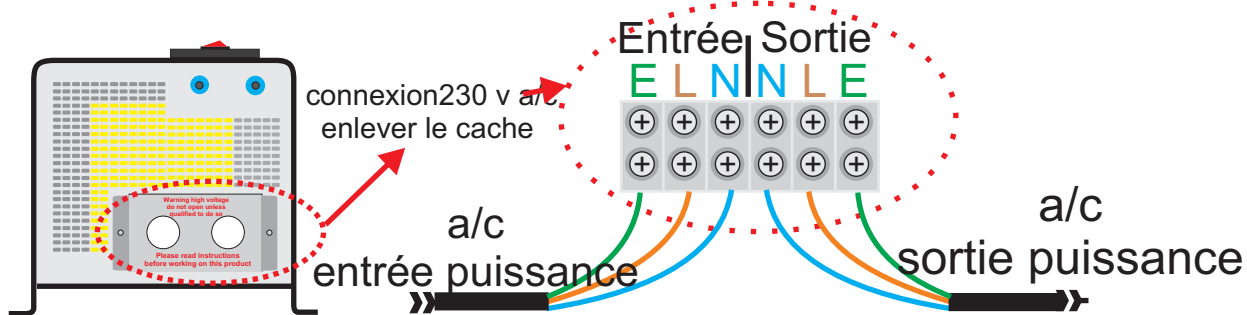 Entrée Sortie
E L N N L E
connexion230 v a/c
enlever le cache
Warning high voltage
do not open unless
qualified to do so
Please read instructions
before working on this product
a/c
entrée puissance
a/c
sortie puissance